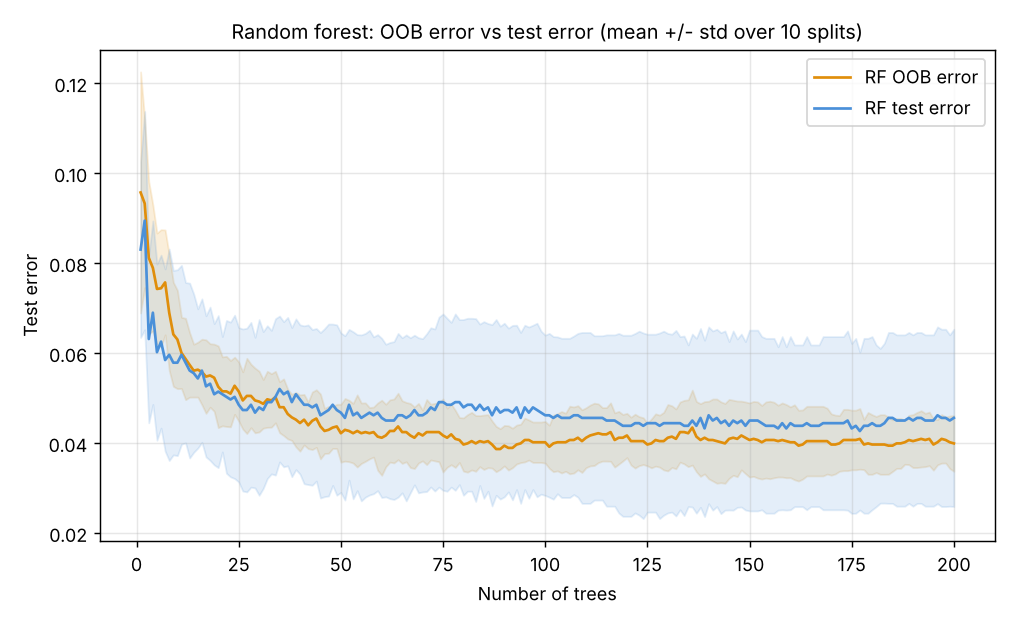 Random forest: OOB error vs test error (mean +/- std over 10 splits)
RF OOB error
RF test error
Test error
0.12
0.10
0.08
0.06
0.04
0.02
0 25 50 75 100 125 150 175 200
Number of trees